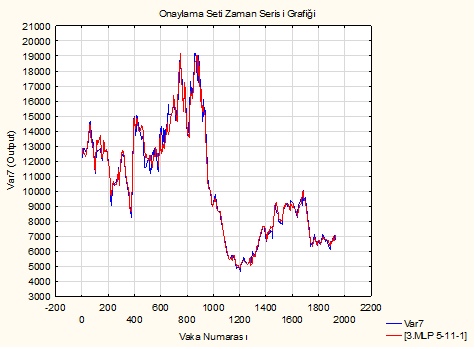 Onaylama Seti Zaman Serisi Grafiği
21000
20000
19000
18000
17000
16000
15000
14000
13000
12000
11000
10000
9000
8000
7000
6000
5000
4000
3000
Var7 (Output)
-200 200 600 1000 1400 1800 2200
0 400 800 1200 1600 2000
Vaka Numarası
Var7
[3.MLP 5-11-1]